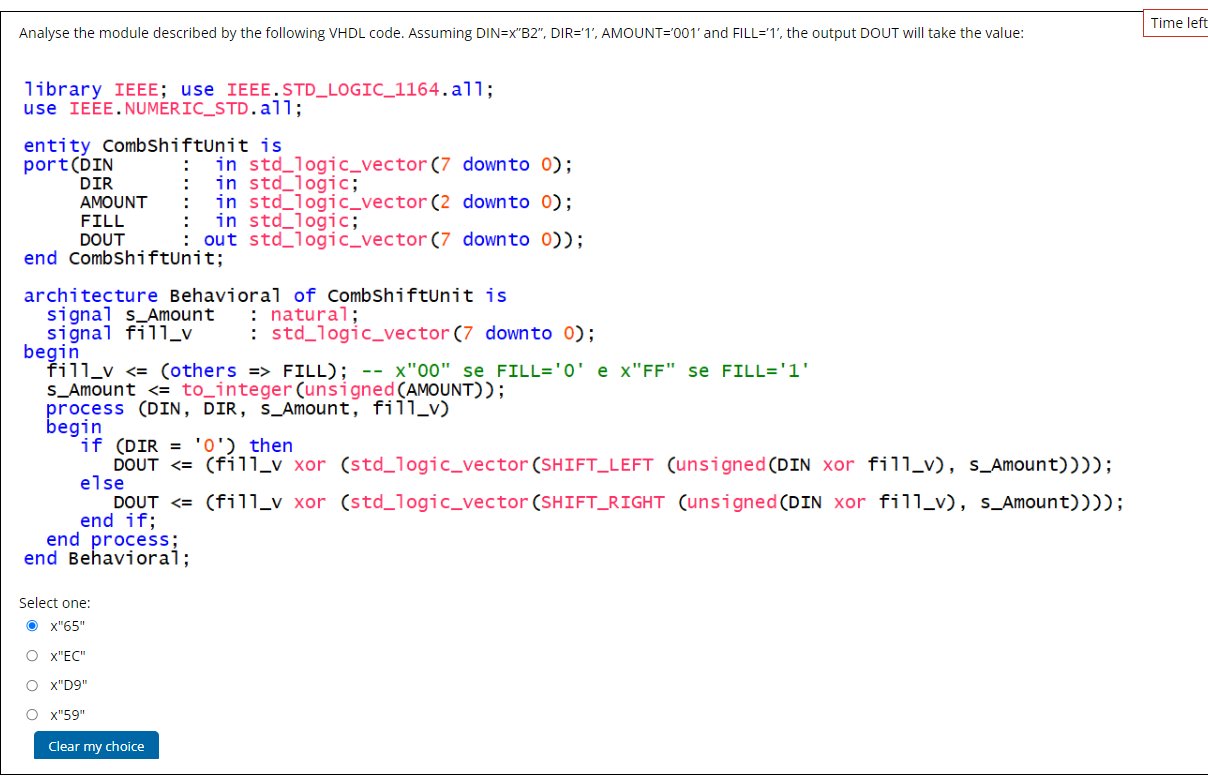 Time left
Analyse the module described by the following VHDL code. Assuming DIN=x"B2", DIR='1', AMOUNT='001' and FILL='1', the output DOUT will take the value:
library IEEE; use IEEE.STD_LOGIC_1164.all;
use IEEE.NUMERIC_STD.all;
entity CombShiftUnit is
port(DIN : in std_logic_vector(7 downto 0);
DIR : in std_logic;
AMOUNT : in std_logic_vector(2 downto 0);
FILL : in std_logic;
DOUT : out std_logic_vector(7 downto 0));
end CombShiftUnit;
architecture Behavioral of CombShiftUnit is
signal s_Amount : natural;
signal fill_v : std_logic_vector(7 downto 0);
begin
fill_v <= (others => FILL); -- x"00" se FILL='0' e x"FF" se FILL='1'
s_Amount <= to_integer(unsigned(AMOUNT));
process (DIN, DIR, s_Amount, fill_v)
begin
if (DIR = '0') then
DOUT <= (fill_v xor (std_logic_vector(SHIFT_LEFT (unsigned(DIN xor fill_v), s_Amount))));
else
DOUT <= (fill_v xor (std_logic_vector(SHIFT_RIGHT (unsigned(DIN xor fill_v), s_Amount))));
end if;
end process;
end Behavioral;
Select one:
x"65"
x"EC"
x"D9"
x"59"
Clear my choice